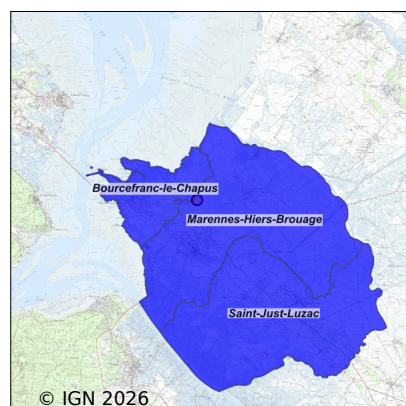 Bourcefranc-le-Chapus
Marennes-Hiers-Brouage
Saint-Just-Luzac
© IGN 2026